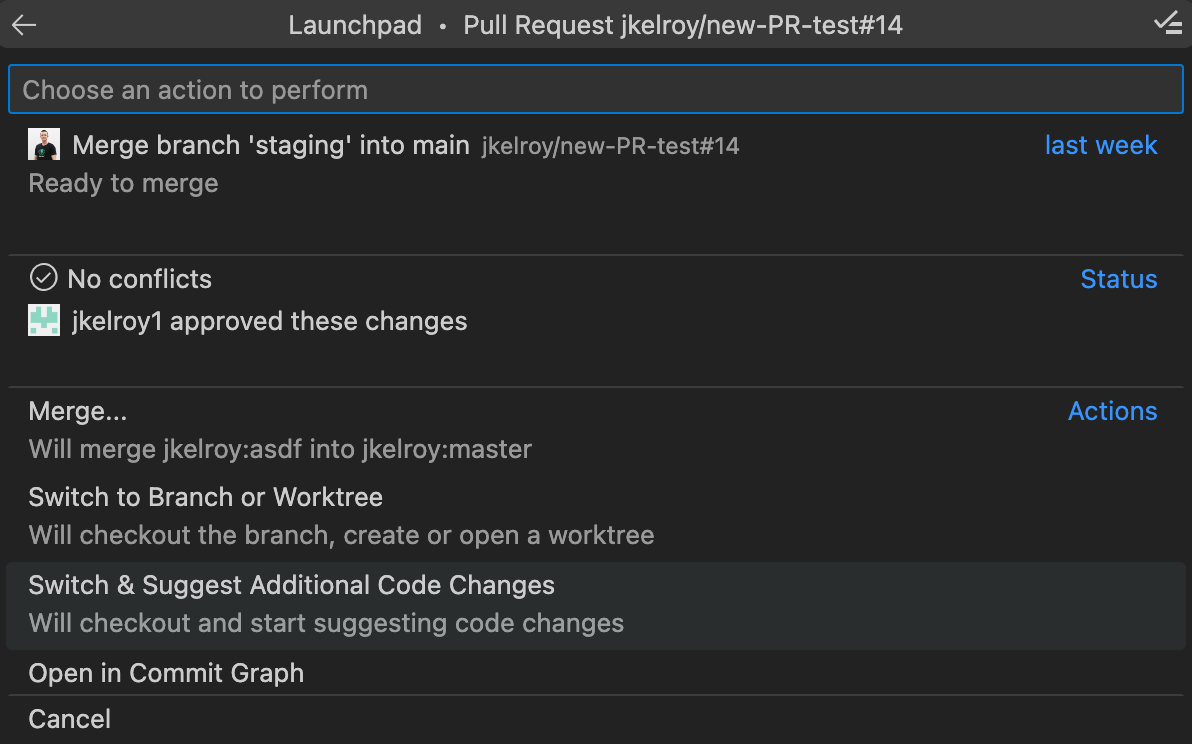 Launchpad • Pull Request jkelroy/new-PR-test#14
Choose an action to perform
Merge branch 'staging' into main jkelroy/new-PR-test#14 last week
Ready to merge
No conflicts Status
jkelroy1 approved these changes
Merge... Actions
Will merge jkelroy:asdf into jkelroy:master
Switch to Branch or Worktree
Will checkout the branch, create or open a worktree
Switch & Suggest Additional Code Changes
Will checkout and start suggesting code changes
Open in Commit Graph
Cancel